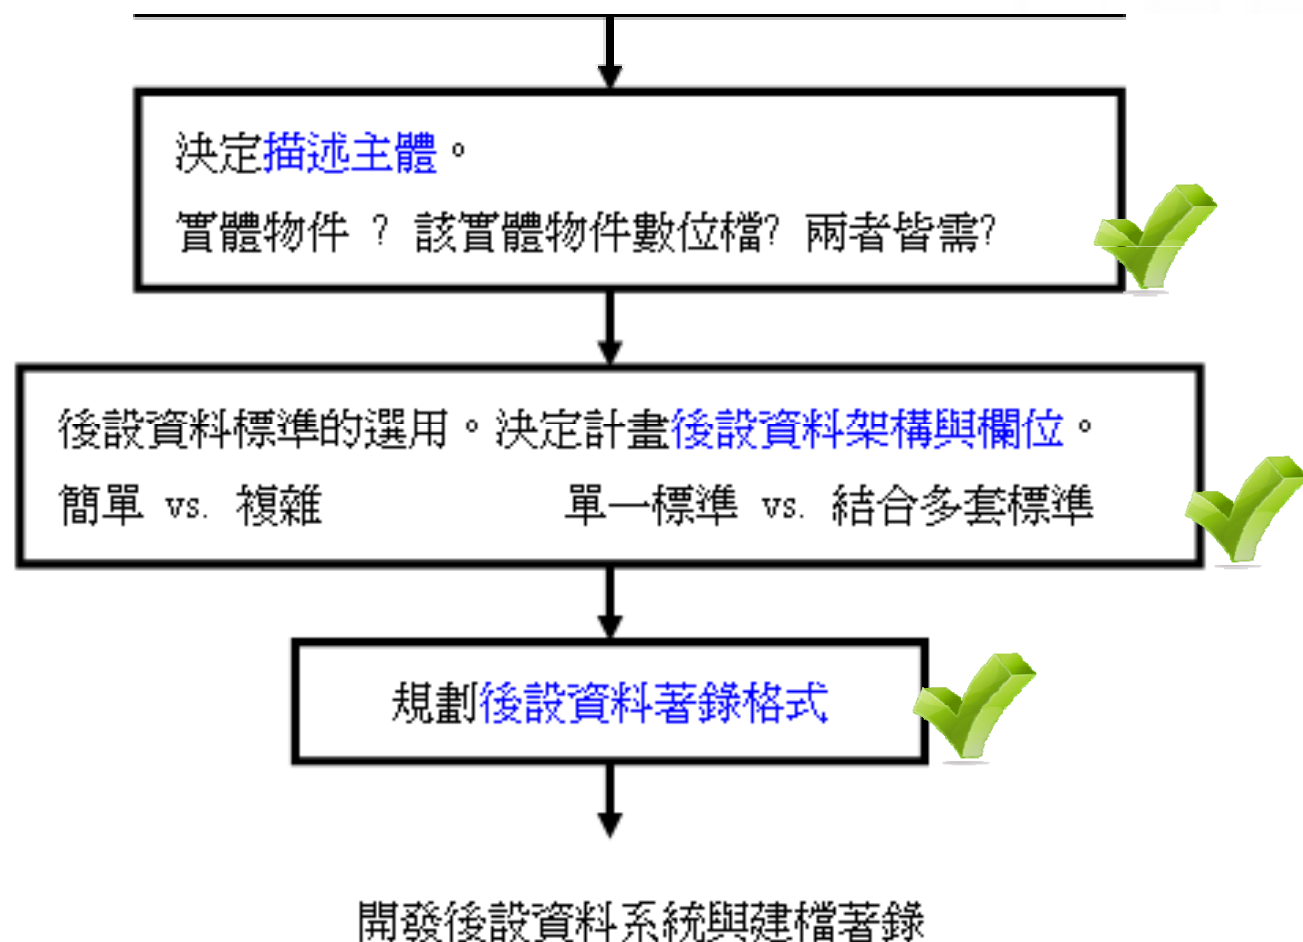 決定描述主體。
實體物件 ? 該實體物件數位檔? 兩者皆需?
後設資料標準的選用。決定計畫後設資料架構與欄位。
簡單 vs. 複雜 單一標準 vs. 結合多套標準
規劃後設資料著錄格式
開發後設資料系統與建檔著錄